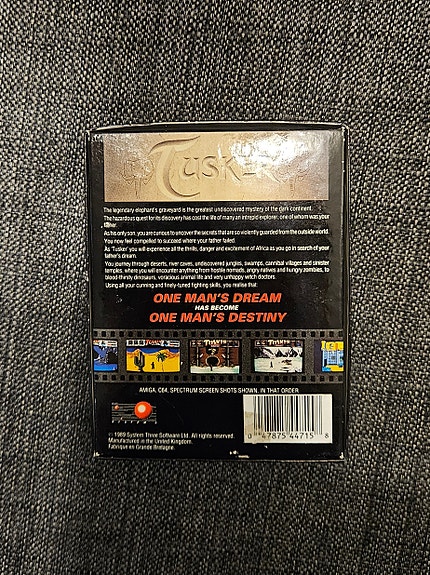 TUSKER
The legendary elephant's graveyard is the greatest undiscovered mystery of the dark continent.
The hazardous quest for its discovery has cost the life of many an intrepid explorer, one of whom was your
father.
As his only son, you are curious to uncover the secrets that are so violently guarded from the outside world.
You now feel compelled to succeed where your father failed.
As 'Tusker' you will experience all the thrills, danger and excitement of Africa as you go in search of your
father's dream.
You journey through deserts, river caves, undiscovered jungles, swamps, cannibal villages and sinister
temples, where you will encounter anything from hostile nomads, angry natives and hungry zombies, to
blood-thirsty dinosaurs, voracious animal life and very unhappy witch doctors.
Using all your cunning and finely-tuned fighting skills, you realise that:
ONE MAN'S DREAM
HAS BECOME
ONE MAN'S DESTINY
AMIGA, C64, SPECTRUM SCREEN SHOTS SHOWN, IN THAT ORDER.
© 1989 System Three Software Ltd. All rights reserved.
Manufactured in the United Kingdom.
Fabriqué en Grande Bretagne.
0 47875 44715 8